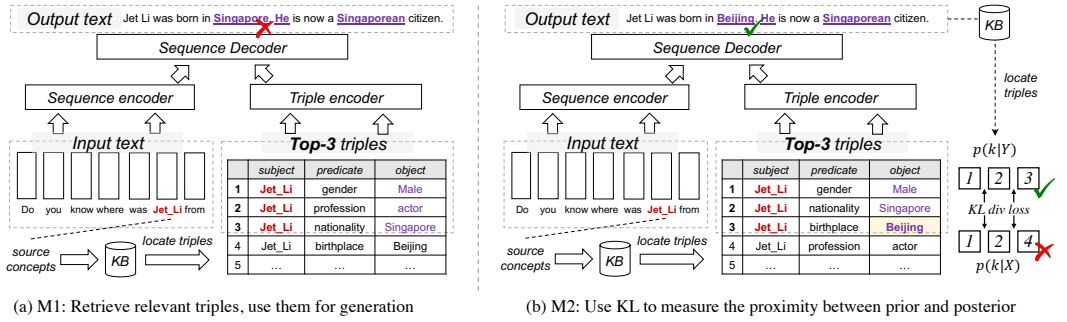 Output text Jet Li was born in Singapore. He is now a Singaporean citizen.
Sequence Decoder
Sequence encoder Triple encoder
Input text
Do you know where was Jet_Li from
source concepts
KB
locate triples
Top-3 triples
subject predicate object
1 Jet_Li gender Male
2 Jet_Li profession actor
3 Jet_Li nationality Singapore
4 Jet_Li birthplace Beijing
5 ... ... ...
(a) M1: Retrieve relevant triples, use them for generation
Output text Jet Li was born in Beijing. He is now a Singaporean citizen.
Sequence Decoder
Sequence encoder Triple encoder
Input text
Do you know where was Jet_Li from
source concepts
KB
locate triples
Top-3 triples
subject predicate object
1 Jet_Li gender Male
2 Jet_Li nationality Singapore
3 Jet_Li birthplace Beijing
4 Jet_Li profession actor
5 ... ... ...
KB
locate
triples
p(k|Y)
1 2 3
KL div loss
1 2 4
p(k|X)
(b) M2: Use KL to measure the proximity between prior and posterior